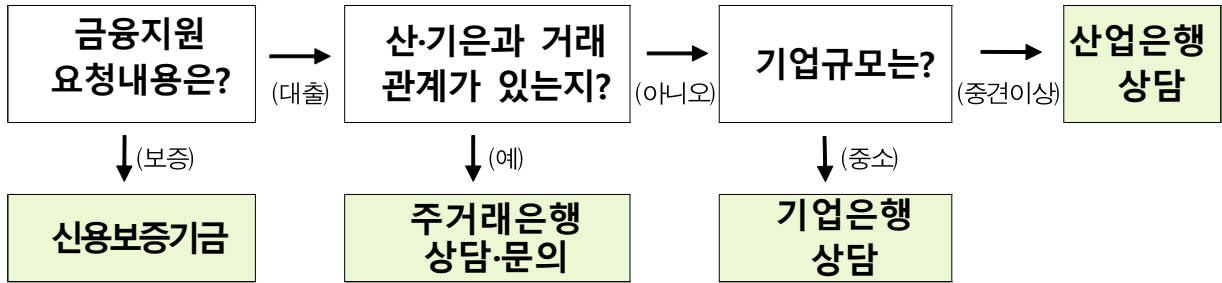 금융지원
요청내용은?
(대출)
산·기은과 거래
관계가 있는지?
(아니오)
기업규모는?
(중견이상)
산업은행
상담
(보증)
(예)
(중소)
신용보증기금
주거래은행
상담·문의
기업은행
상담